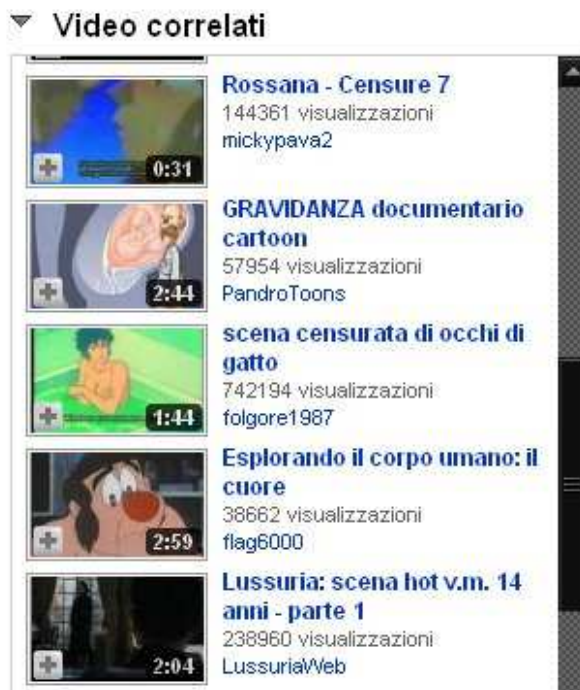 Video correlati
Rossana - Censure 7
144361 visualizzazioni
mickypava2
0:31
GRAVIDANZA documentario
cartoon
57954 visualizzazioni
PandroToons
2:44
scena censurata di occhi di
gatto
742194 visualizzazioni
folgore1987
1:44
Esplorando il corpo umano: il
cuore
38662 visualizzazioni
flag6000
2:59
Lussuria: scena hot v.m. 14
anni - parte 1
238960 visualizzazioni
LussuriaWeb
2:04